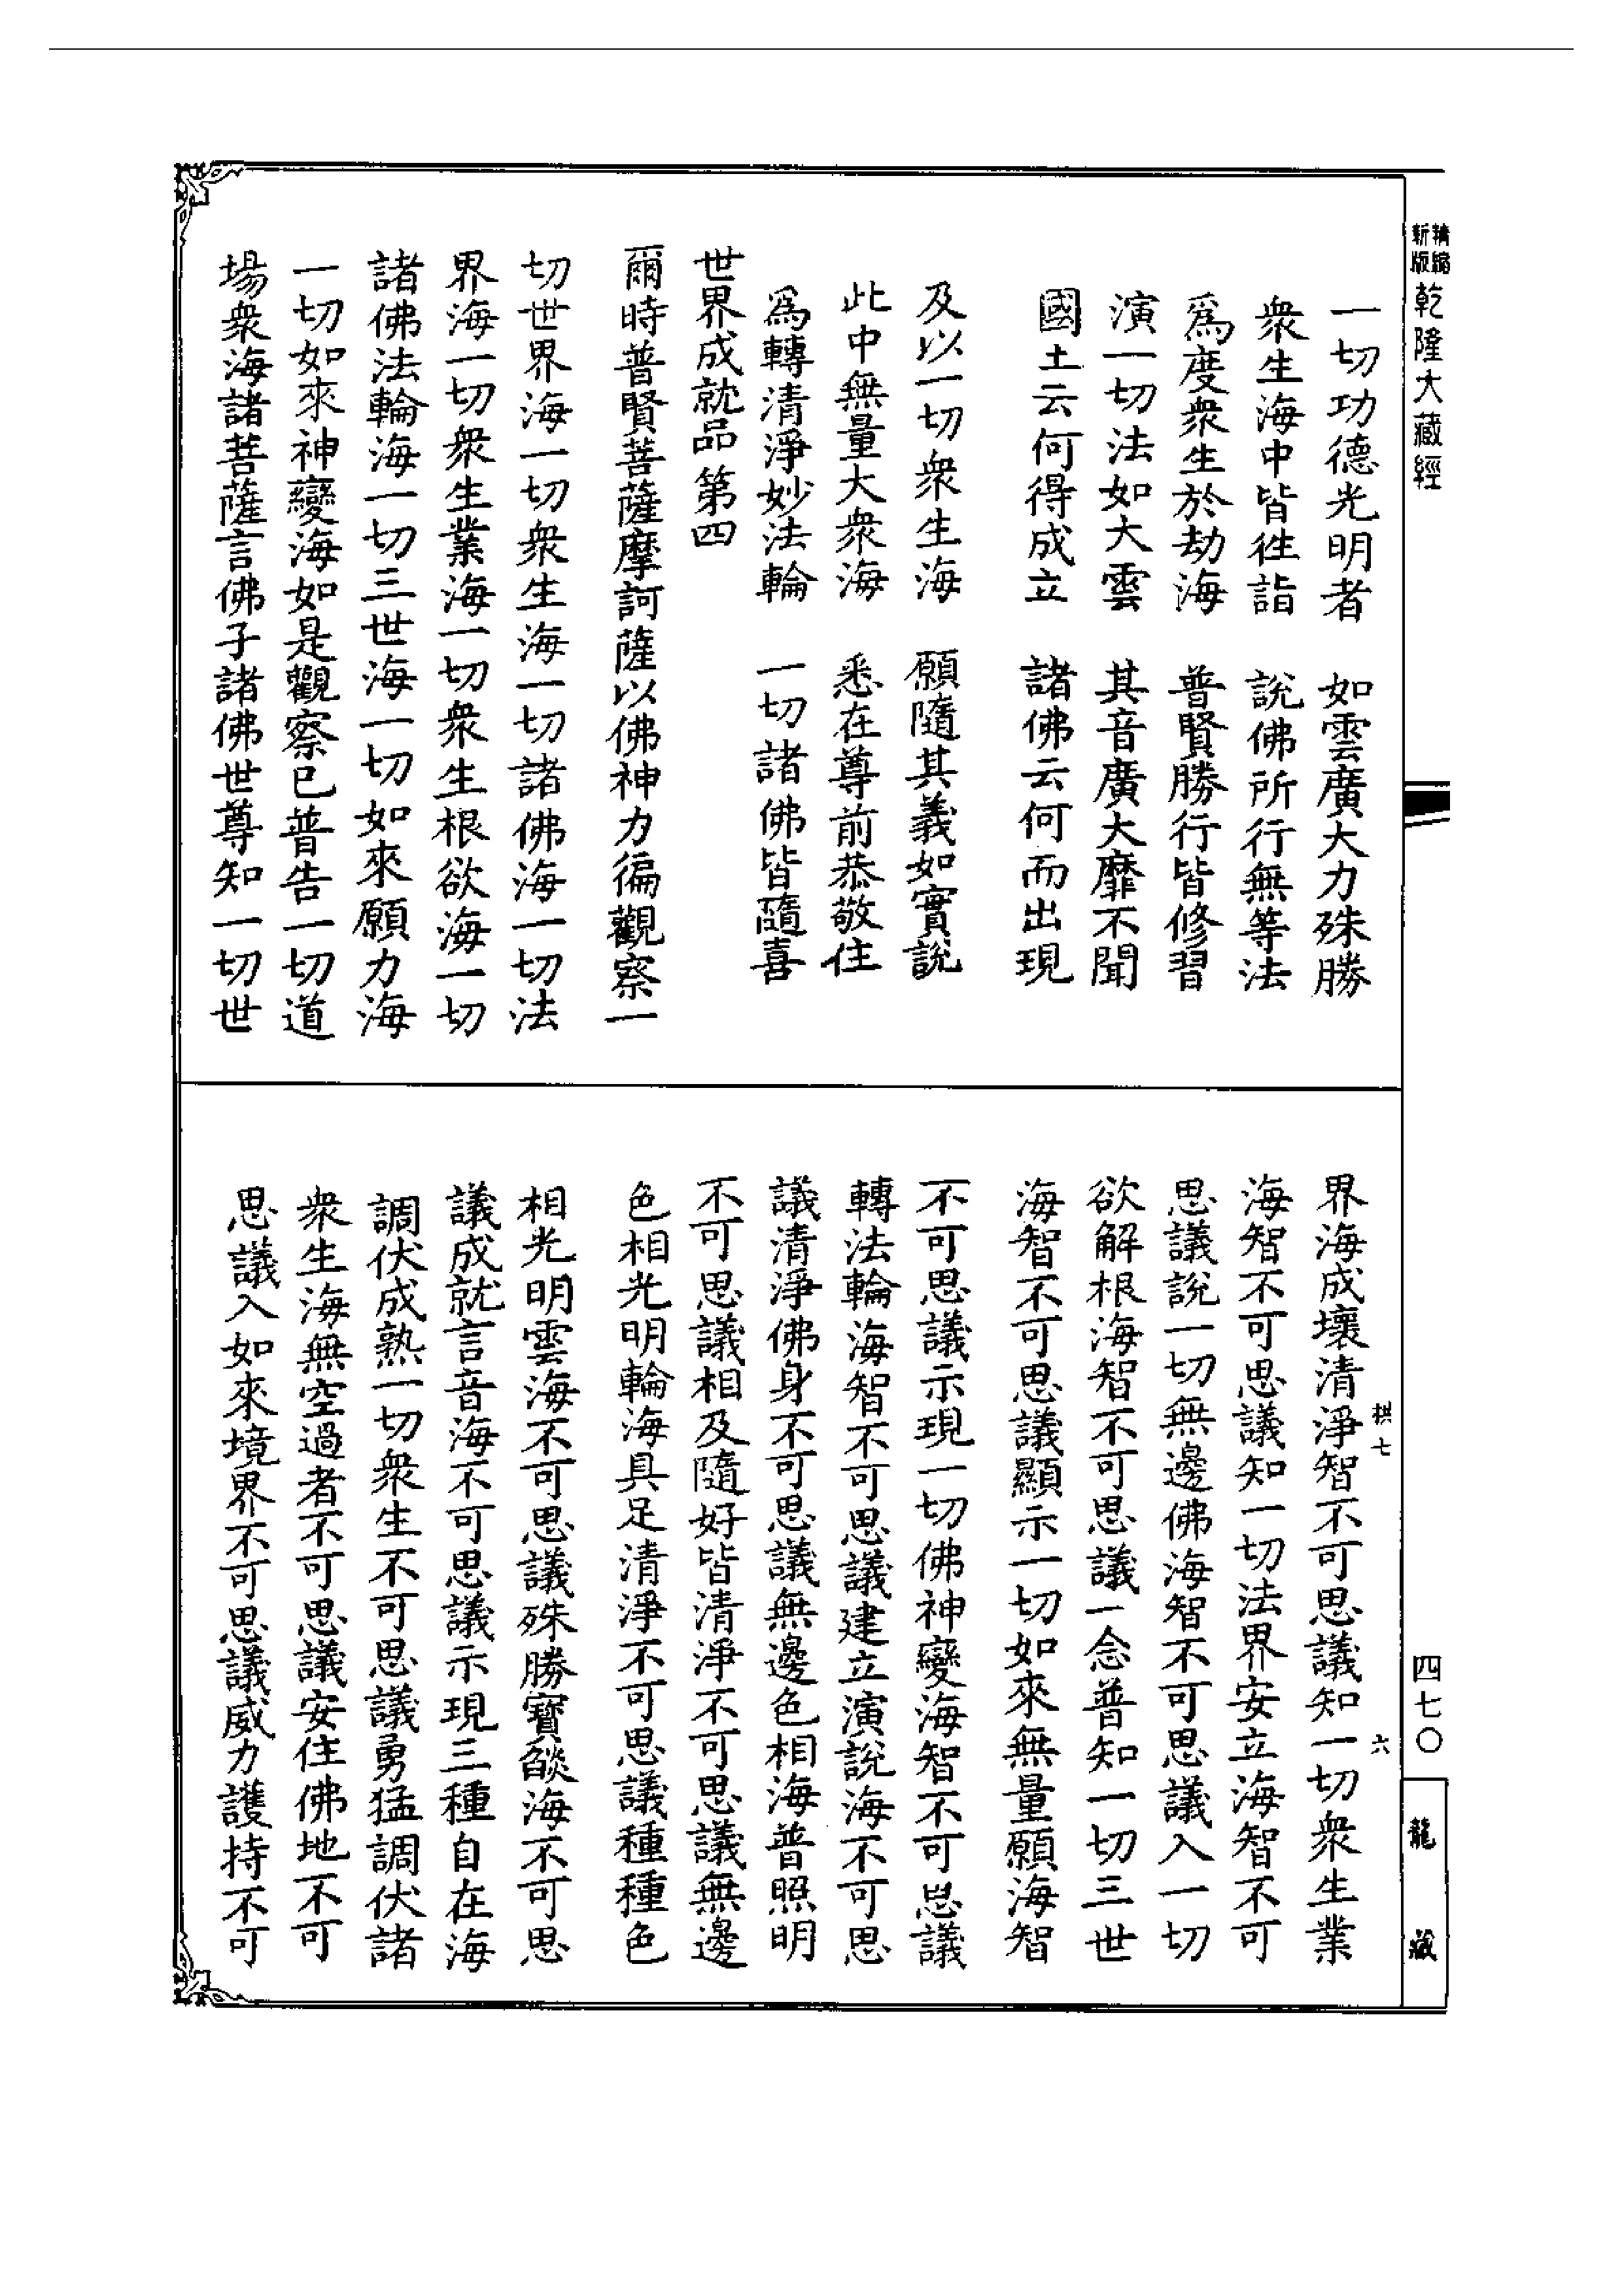 精縮
新版
乾隆大藏經
一切功德光明者　如雲廣大力殊勝
衆生海中皆徃詣　說佛所行無等法
爲度衆生於劫海　普賢勝行皆修習
演一切法如大雲　其音廣大靡不聞
國土云何得成立　諸佛云何而出現
及以一切衆生海　願隨其義如實說
此中無量大衆海　悉在尊前恭敬住
爲轉清淨妙法輪　一切諸佛皆隨喜
世界成就品第四
爾時普賢菩薩摩訶薩以佛神力徧觀察一
切世界海一切衆生海一切諸佛海一切法
界海一切衆生業海一切衆生根欲海一切
諸佛法輪海一切三世海一切如來願力海
一切如來神變海如是觀察已普告一切道
場衆海諸菩薩言佛子諸佛世尊知一切世
界海成壞清淨智不可思議知一切衆生業
海智不可思議知一切法界安立海智不可
思議說一切無邊佛海智不可思議入一切
欲解根海智不可思議一念普知一切三世
海智不可思議顯示一切如來無量願海智
不可思議示現一切佛神變海智不可思議
轉法輪海智不可思議建立演說海不可思
議清淨佛身不可思議無邊色相海普照明
不可思議相及隨好皆清淨不可思議無邊
色相光明輪海具足清淨不可思議種種色
相光明雲海不可思議殊勝寶燄海不可思
議成就言音海不可思議示現三種自在海
調伏成熟一切衆生不可思議勇猛調伏諸
衆生海無空過者不可思議安住佛地不可
思議入如來境界不可思議威力護持不可
拱七
六
四七〇
龍藏